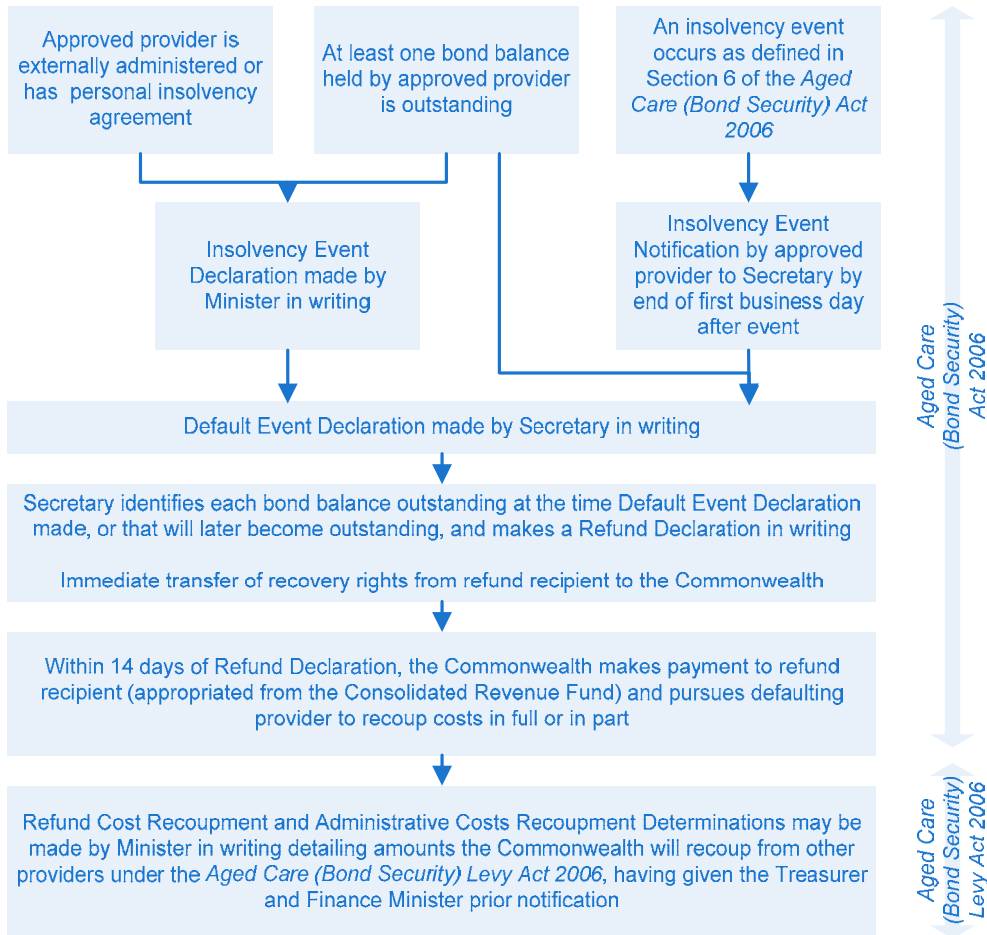 Approved provider is
externally administered or
has personal insolvency
agreement
At least one bond balance
held by approved provider
is outstanding
An insolvency event
occurs as defined in
Section 6 of the Aged
Care (Bond Security) Act
2006
Insolvency Event
Declaration made by
Minister in writing
Insolvency Event
Notification by approved
provider to Secretary by
end of first business day
after event
Default Event Declaration made by Secretary in writing
Secretary identifies each bond balance outstanding at the time Default Event Declaration
made, or that will later become outstanding, and makes a Refund Declaration in writing
Immediate transfer of recovery rights from refund recipient to the Commonwealth
Within 14 days of Refund Declaration, the Commonwealth makes payment to refund
recipient (appropriated from the Consolidated Revenue Fund) and pursues defaulting
provider to recoup costs in full or in part
Refund Cost Recoupment and Administrative Costs Recoupment Determinations may be
made by Minister in writing detailing amounts the Commonwealth will recoup from other
providers under the Aged Care (Bond Security) Levy Act 2006, having given the Treasurer
and Finance Minister prior notification
Aged Care
(Bond Security)
Act 2006
Aged Care
(Bond Security)
Levy Act 2006